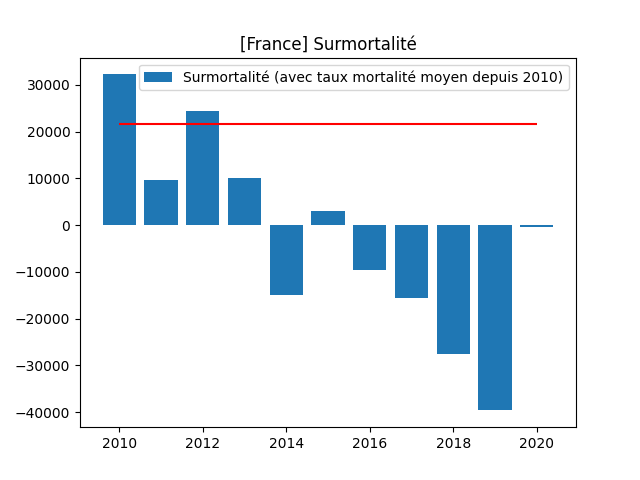 [France] Surmortalité
Surmortalité (avec taux mortalité moyen depuis 2010)
30000
20000
10000
0
−10000
−20000
−30000
−40000
2010 2012 2014 2016 2018 2020